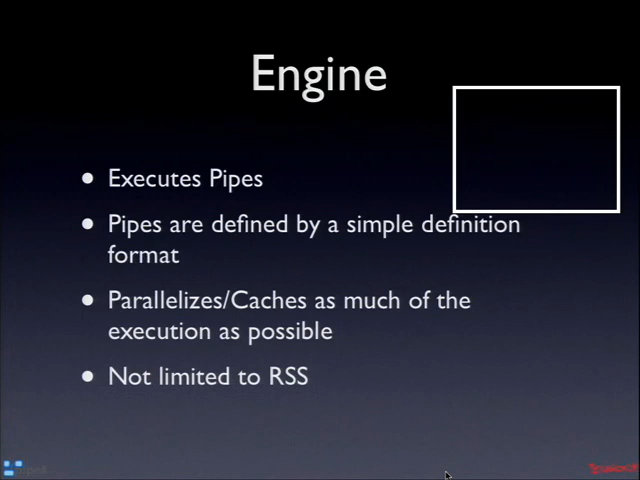 Engine
• Executes Pipes
• Pipes are defined by a simple definition
format
• Parallelizes/Caches as much of the
execution as possible
• Not limited to RSS
YAHOO!